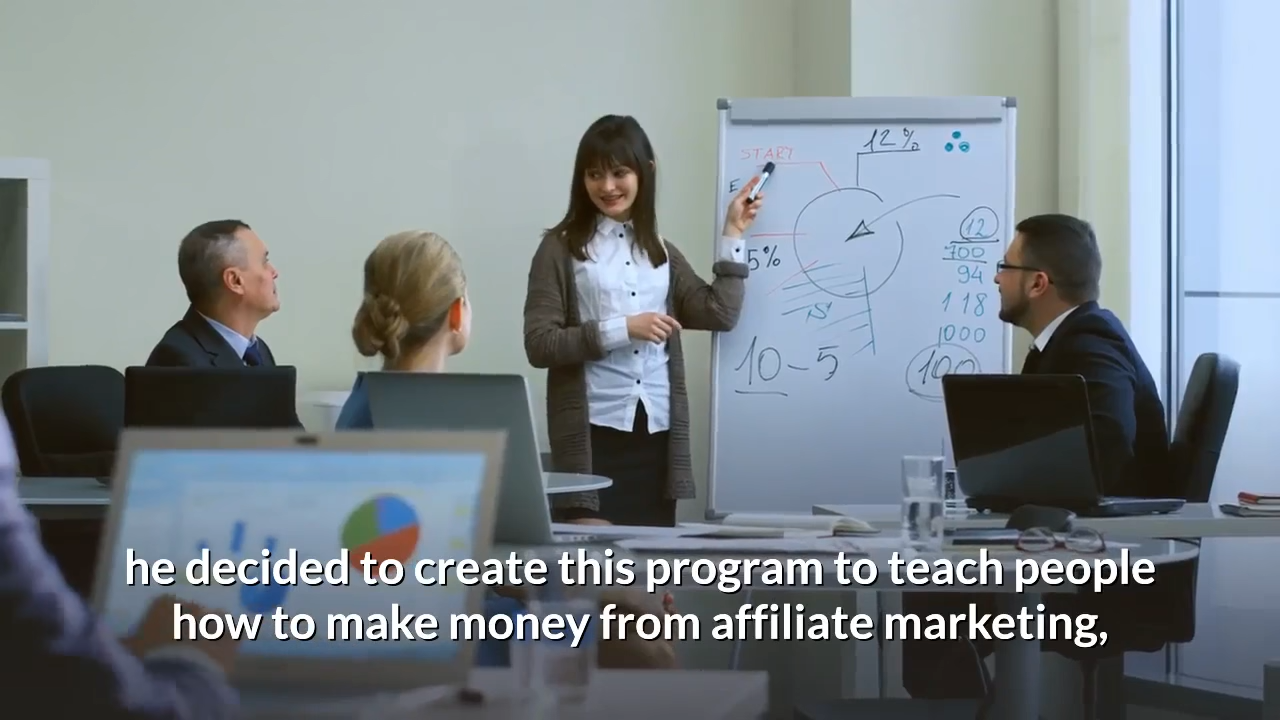 START
12%
E
5%
12
700
94
118
1000
100
10-5
he decided to create this program to teach people
how to make money from affiliate marketing,